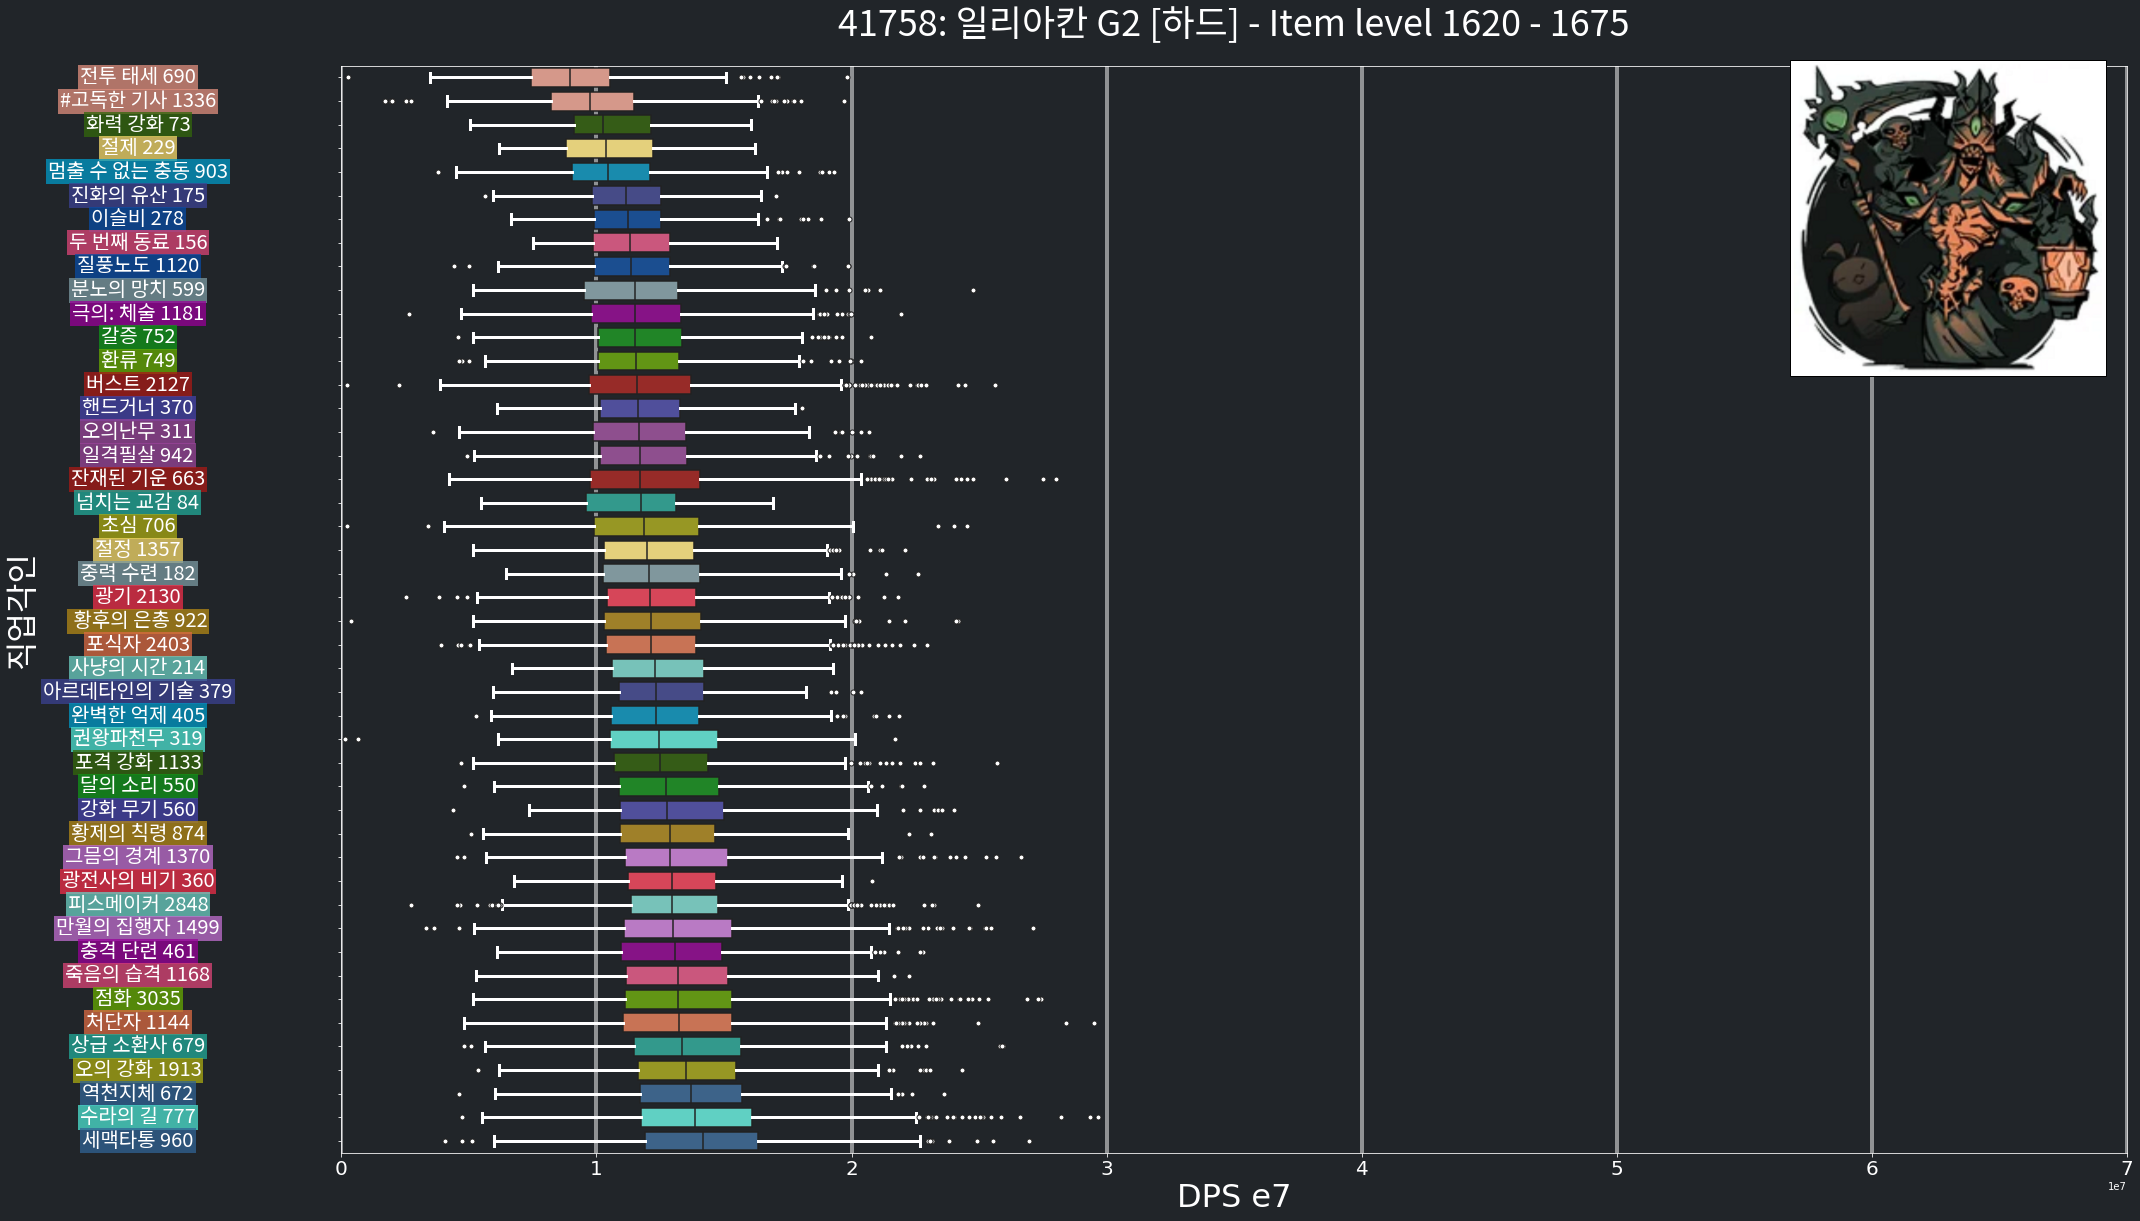 41758: 일리아칸 G2 [하드] - Item level 1620 - 1675
전투 태세 690
#고독한 기사 1336
화력 강화 73
절제 229
멈출 수 없는 충동 903
진화의 유산 175
이슬비 278
두 번째 동료 156
질풍노도 1120
분노의 망치 599
극의: 체술 1181
갈증 752
환류 749
버스트 2127
핸드거너 370
오의난무 311
일격필살 942
잔재된 기운 663
넘치는 교감 84
초심 706
절정 1357
중력 수련 182
광기 2130
황후의 은총 922
포식자 2403
사냥의 시간 214
아르데타인의 기술 379
완벽한 억제 405
권왕파천무 319
포격 강화 1133
달의 소리 550
강화 무기 560
황제의 칙령 874
그믐의 경계 1370
광전사의 비기 360
피스메이커 2848
만월의 집행자 1499
충격 단련 461
죽음의 습격 1168
점화 3035
처단자 1144
상급 소환사 679
오의 강화 1913
역천지체 672
수라의 길 777
세맥타통 960
직업각인
0 1 2 3 4 5 6 7
1e7
DPS e7